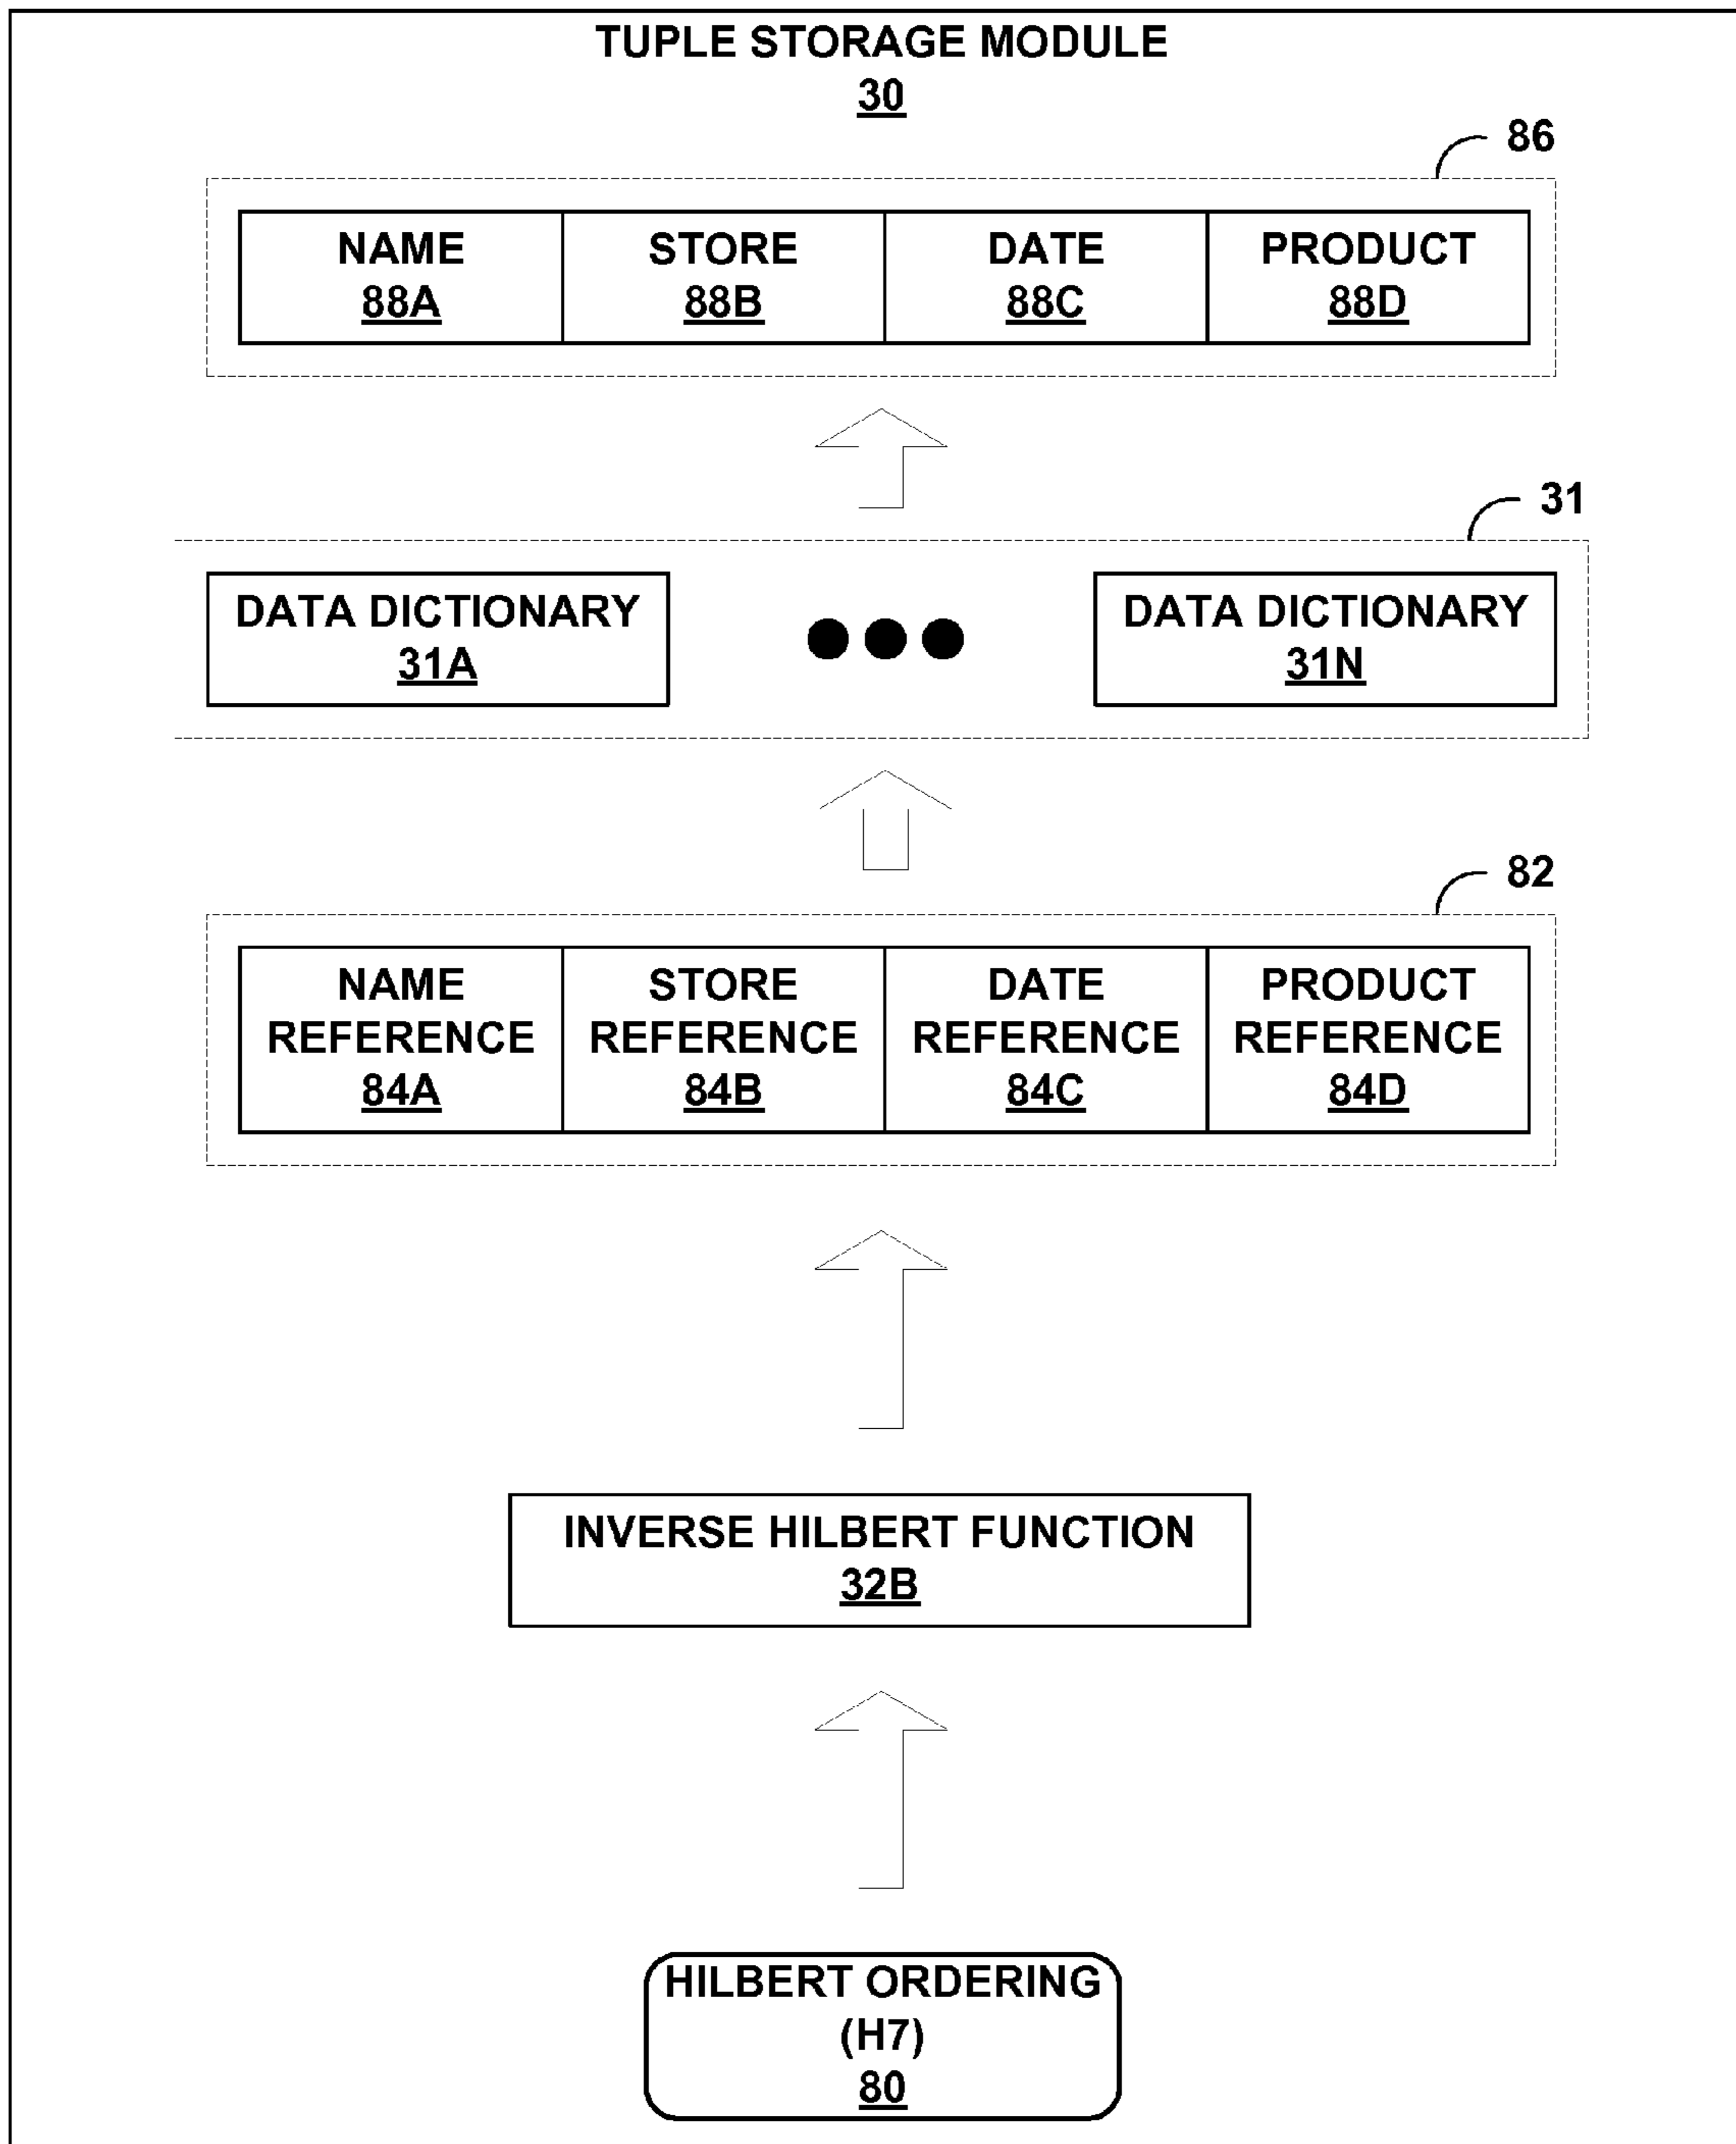 TUPLE STORAGE MODULE
30
86
NAME STORE DATE PRODUCT
88A 88B 88C 88D
31
DATA DICTIONARY DATA DICTIONARY
31A 31N
82
NAME STORE DATE PRODUCT
REFERENCE REFERENCE REFERENCE REFERENCE
84A 84B 84C 84D
INVERSE HILBERT FUNCTION
32B
HILBERT ORDERING
(H7)
80